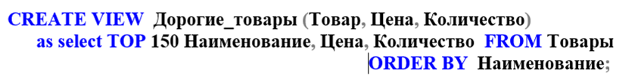 CREATE VIEW Дорогие_товары (Товар, Цена, Количество)
as select TOP 150 Наименование, Цена, Количество FROM Товары
ORDER BY Наименование;